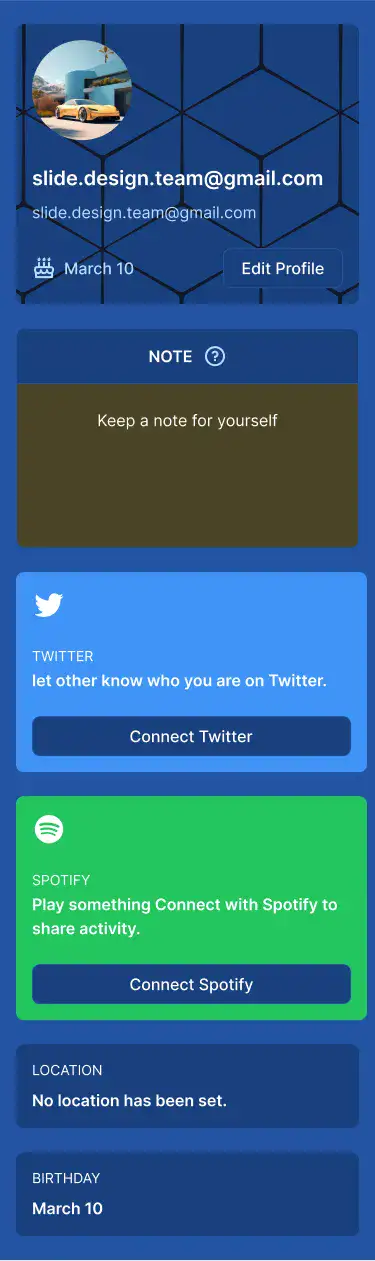 slide.design.team@gmail.com
slide.design.team@gmail.com
March 10
Edit Profile
NOTE
Keep a note for yourself
TWITTER
let other know who you are on Twitter.
Connect Twitter
SPOTIFY
Play something Connect with Spotify to
share activity.
Connect Spotify
LOCATION
No location has been set.
BIRTHDAY
March 10